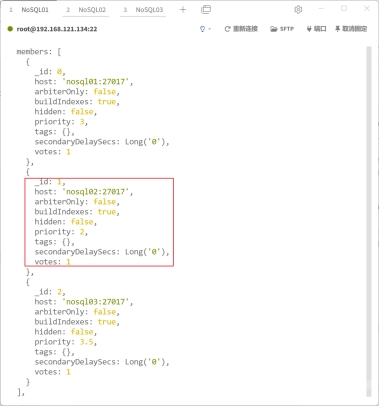 1 NoSQL01 2 NoSQL02 3 NoSQL03
root@192.168.121.134:22 重新连接 SFTP 端口 取消固定
members: [
{
_id: 0,
host: 'nosql01:27017',
arbiterOnly: false,
buildIndexes: true,
hidden: false,
priority: 3,
tags: {},
secondaryDelaySecs: Long('0'),
votes: 1
},
{
_id: 1,
host: 'nosql02:27017',
arbiterOnly: false,
buildIndexes: true,
hidden: false,
priority: 2,
tags: {},
secondaryDelaySecs: Long('0'),
votes: 1
},
{
_id: 2,
host: 'nosql03:27017',
arbiterOnly: false,
buildIndexes: true,
hidden: false,
priority: 3.5,
tags: {},
secondaryDelaySecs: Long('0'),
votes: 1
}
],